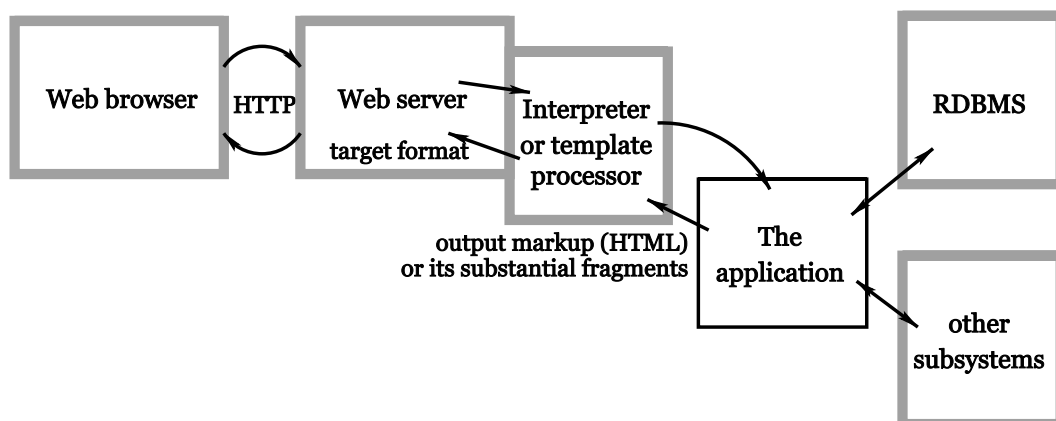 Web browser
HTTP
Web server
target format
Interpreter
or template
processor
output markup (HTML)
or its substantial fragments
The
application
RDBMS
other
subsystems